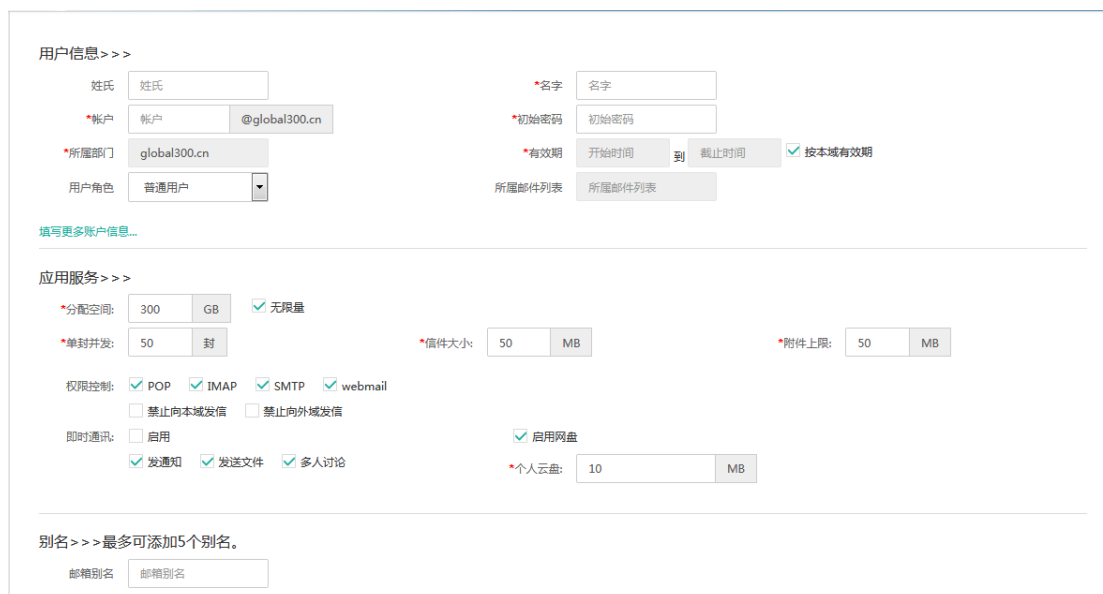 用户信息>>>
姓氏 姓氏 *名字 名字
*帐户 帐户 @global300.cn *初始密码 初始密码
*所属部门 global300.cn *有效期 开始时间 到 截止时间 按本域有效期
用户角色 普通用户 所属邮件列表 所属邮件列表
填写更多账户信息...
应用服务>>>
*分配空间: 300 GB 无限量
*单封并发: 50 封 *信件大小: 50 MB *附件上限: 50 MB
权限控制: POP IMAP SMTP webmail
禁止向本域发信 禁止向外域发信
即时通讯: 启用 启用网盘
发通知 发送文件 多人讨论 *个人云盘: 10 MB
别名>>>最多可添加5个别名。
邮箱别名 邮箱别名